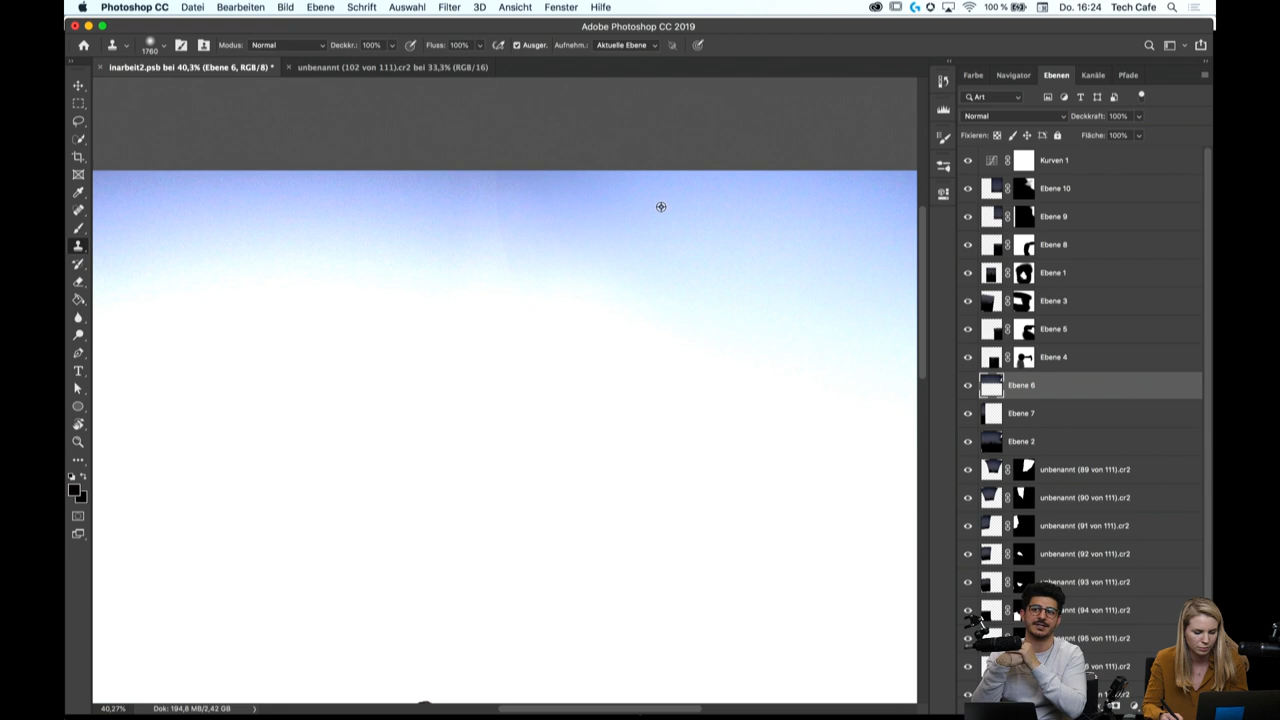 Photoshop CC Datei Bearbeiten Bild Ebene Schrift Auswahl Filter 3D Ansicht Fenster Hilfe 100 % Do. 16:24 Tech Cafe
Adobe Photoshop CC 2019
1760 Modus: Normal Deckkr.: 100% Fluss: 100% Ausger. Aufnehm.: Aktuelle Ebene
inarbeit2.psb bei 40,3% (Ebene 6, RGB/8) * unbenannt (102 von 111).cr2 bei 33,3% (RGB/16)
Farbe Navigator Ebenen Kanäle Pfade
Art
Normal Deckkraft: 100%
Fixieren: Fläche: 100%
Kurven 1
Ebene 10
Ebene 9
Ebene 8
Ebene 1
Ebene 3
Ebene 5
Ebene 4
Ebene 6
Ebene 7
Ebene 2
unbenannt (89 von 111).cr2
unbenannt (90 von 111).cr2
unbenannt (91 von 111).cr2
unbenannt (92 von 111).cr2
unbenannt (93 von 111).cr2
(94 von 111).cr2
(95 von 111).cr2
6 von 111).cr2
40,27% Dok: 194,8 MB/2,42 GB